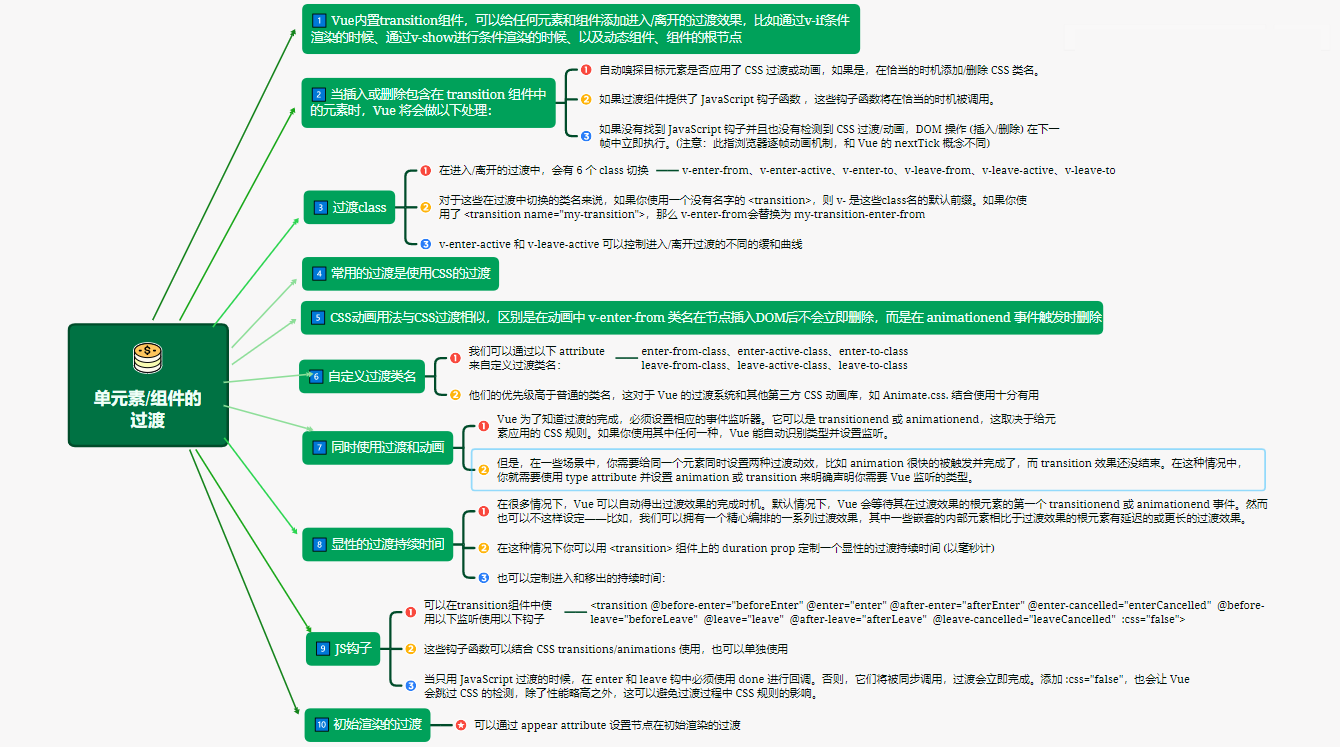 单元素/组件的
过渡
1 Vue内置transition组件，可以给任何元素和组件添加进入/离开的过渡效果，比如通过v-if条件
渲染的时候、通过v-show进行条件渲染的时候、以及动态组件、组件的根节点
2 当插入或删除包含在 transition 组件中
的元素时，Vue 将会做以下处理：
1 自动嗅探目标元素是否应用了 CSS 过渡或动画，如果是，在恰当的时机添加/删除 CSS 类名。
2 如果过渡组件提供了 JavaScript 钩子函数 ，这些钩子函数将在恰当的时机被调用。
3 如果没有找到 JavaScript 钩子并且也没有检测到 CSS 过渡/动画，DOM 操作 (插入/删除) 在下一
帧中立即执行。(注意：此指浏览器逐帧动画机制，和 Vue 的 nextTick 概念不同)
3 过渡class
1 在进入/离开的过渡中，会有 6 个 class 切换
v-enter-from、v-enter-active、v-enter-to、v-leave-from、v-leave-active、v-leave-to
2 对于这些在过渡中切换的类名来说，如果你使用一个没有名字的 <transition>，则 v- 是这些class名的默认前缀。如果你使
用了 <transition name="my-transition">，那么 v-enter-from会替换为 my-transition-enter-from
3 v-enter-active 和 v-leave-active 可以控制进入/离开过渡的不同的缓和曲线
4 常用的过渡是使用CSS的过渡
5 CSS动画用法与CSS过渡相似，区别是在动画中 v-enter-from 类名在节点插入DOM后不会立即删除，而是在 animationend 事件触发时删除
6 自定义过渡类名
1 我们可以通过以下 attribute
来自定义过渡类名：
enter-from-class、enter-active-class、enter-to-class
leave-from-class、leave-active-class、leave-to-class
2 他们的优先级高于普通的类名，这对于 Vue 的过渡系统和其他第三方 CSS 动画库，如 Animate.css. 结合使用十分有用
7 同时使用过渡和动画
1 Vue 为了知道过渡的完成，必须设置相应的事件监听器。它可以是 transitionend 或 animationend，这取决于给元
素应用的 CSS 规则。如果你使用其中任何一种，Vue 能自动识别类型并设置监听。
2 但是，在一些场景中，你需要给同一个元素同时设置两种过渡动效，比如 animation 很快的被触发并完成了，而 transition 效果还没结束。在这种情况中，
你就需要使用 type attribute 并设置 animation 或 transition 来明确声明你需要 Vue 监听的类型。
8 显性的过渡持续时间
1 在很多情况下，Vue 可以自动得出过渡效果的完成时机。默认情况下，Vue 会等待其在过渡效果的根元素的第一个 transitionend 或 animationend 事件。然而
也可以不这样设定——比如，我们可以拥有一个精心编排的一系列过渡效果，其中一些嵌套的内部元素相比于过渡效果的根元素有延迟的或更长的过渡效果。
2 在这种情况下你可以用 <transition> 组件上的 duration prop 定制一个显性的过渡持续时间 (以毫秒计)
3 也可以定制进入和移出的持续时间：
9 JS钩子
1 可以在transition组件中使
用以下监听使用以下钩子
<transition @before-enter="beforeEnter" @enter="enter" @after-enter="afterEnter" @enter-cancelled="enterCancelled"  @before-
leave="beforeLeave"  @leave="leave"  @after-leave="afterLeave"  @leave-cancelled="leaveCancelled"  :css="false">
2 这些钩子函数可以结合 CSS transitions/animations 使用，也可以单独使用
3 当只用 JavaScript 过渡的时候，在 enter 和 leave 钩中必须使用 done 进行回调。否则，它们将被同步调用，过渡会立即完成。添加 :css="false"，也会让 Vue
会跳过 CSS 的检测，除了性能略高之外，这可以避免过渡过程中 CSS 规则的影响。
10 初始渲染的过渡
可以通过 appear attribute 设置节点在初始渲染的过渡